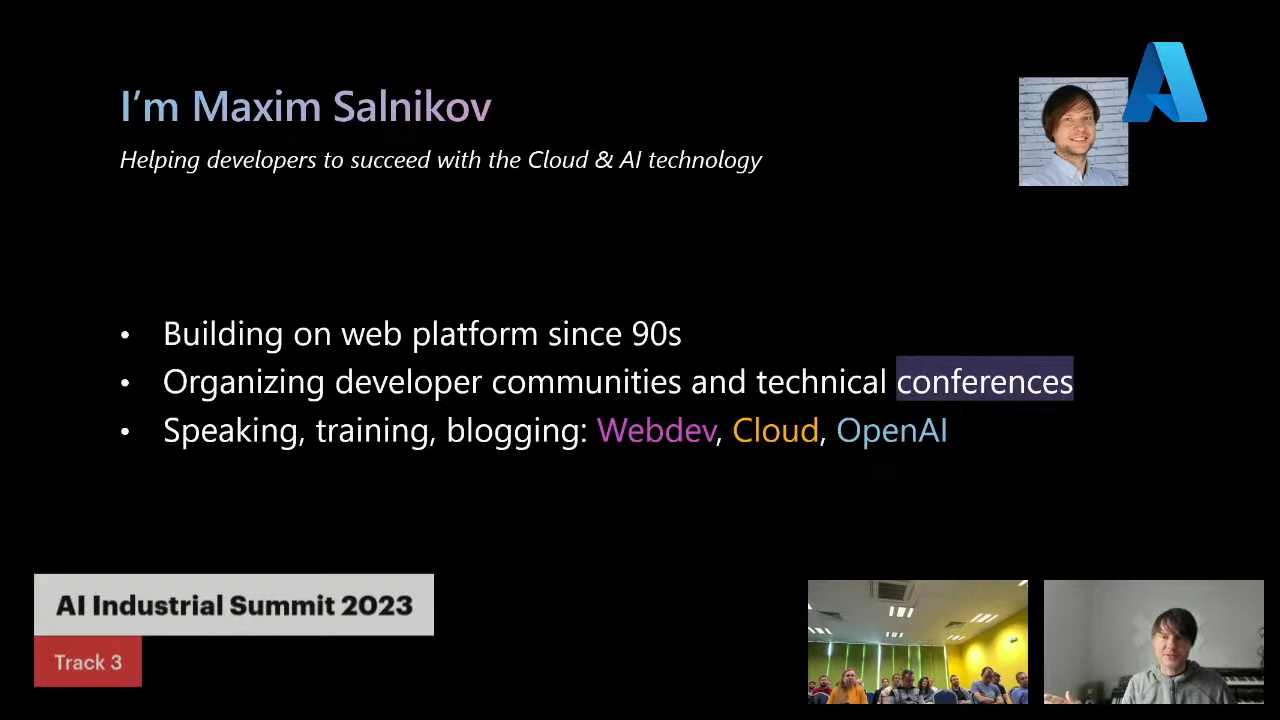 I'm Maxim Salnikov
Helping developers to succeed with the Cloud & AI technology
• Building on web platform since 90s
• Organizing developer communities and technical conferences
• Speaking, training, blogging: Webdev, Cloud, OpenAI
AI Industrial Summit 2023
Track 3